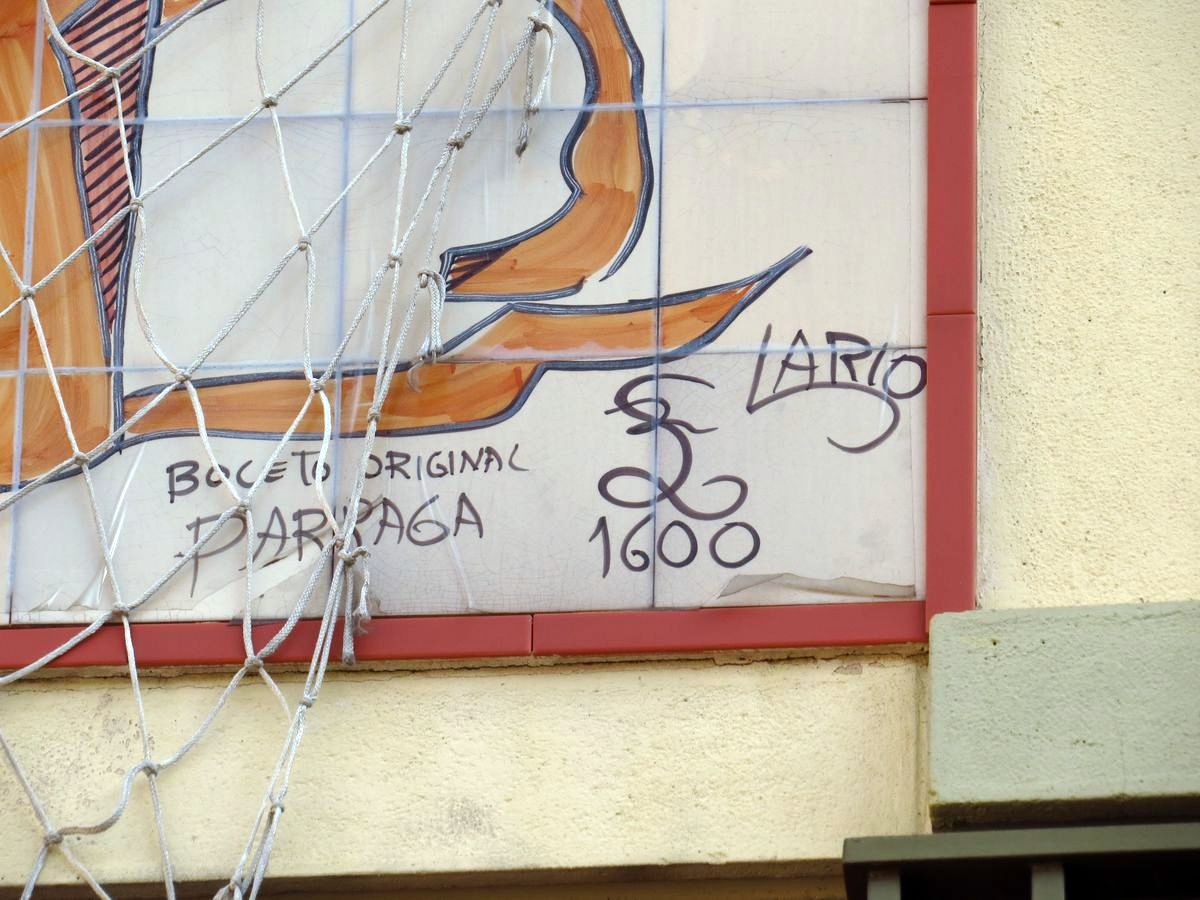 LARIO
BOCETO ORIGINAL
PARRAGA
1600